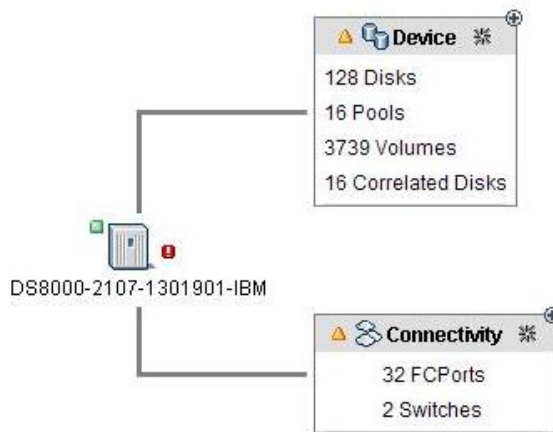 Device
128 Disks
16 Pools
3739 Volumes
16 Correlated Disks
DS8000-2107-1301901-IBM
Connectivity
32 FCPorts
2 Switches